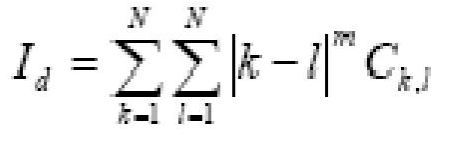 $I_d = \sum_{k=1}^{N} \sum_{l=1}^{N} |k-l|^m C_{k,l}$